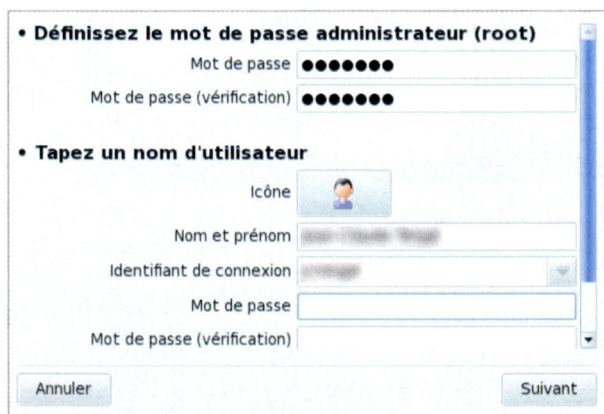 • Définissez le mot de passe administrateur (root)
Mot de passe ●●●●●●●
Mot de passe (vérification) ●●●●●●●
• Tapez un nom d'utilisateur
Icône
Nom et prénom
Identifiant de connexion
Mot de passe
Mot de passe (vérification)
Annuler Suivant